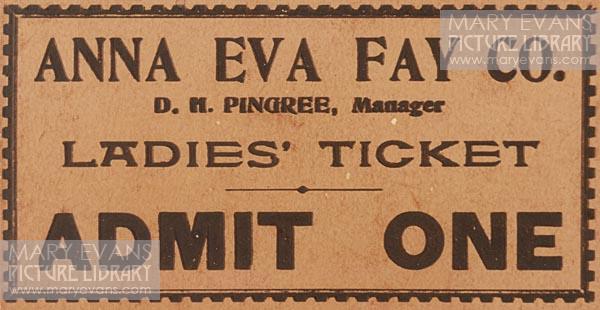 MARY EVANS
PICTURE LIBRARY
www.maryevans.com
ANNA EVA FAY CO.
D. H. PINGREE, Manager
LADIES' TICKET
ADMIT ONE
MARY EVANS
PICTURE LIBRARY
www.maryevans.com